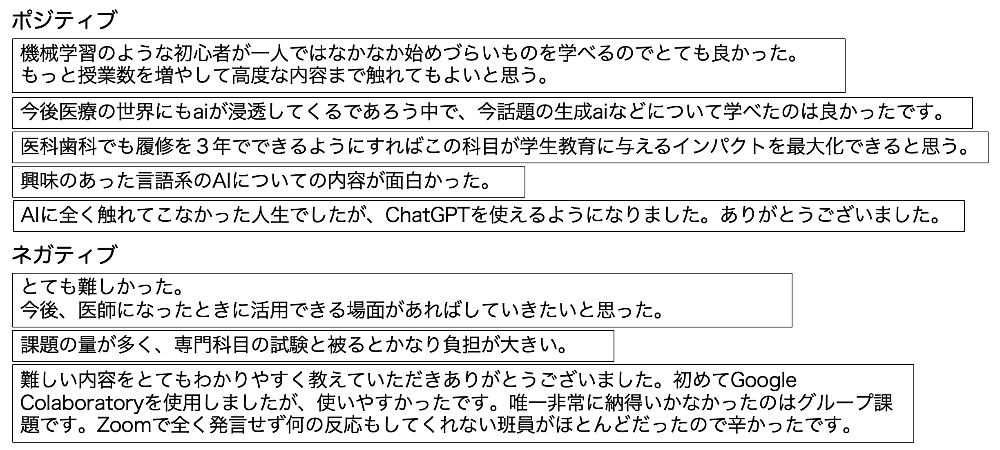 ポジティブ
機械学習のような初心者が一人ではなかなか始めづらいものを学べるのでとても良かった。
もっと授業数を増やして高度な内容まで触れてもよいと思う。
今後医療の世界にもaiが浸透してくるであろう中で、今話題の生成aiなどについて学べたのは良かったです。
医科歯科でも履修を３年でできるようにすればこの科目が学生教育に与えるインパクトを最大化できると思う。
興味のあった言語系のAIについての内容が面白かった。
AIに全く触れてこなかった人生でしたが、ChatGPTを使えるようになりました。ありがとうございました。
ネガティブ
とても難しかった。
今後、医師になったときに活用できる場面があればしていきたいと思った。
課題の量が多く、専門科目の試験と被るとかなり負担が大きい。
難しい内容をとてもわかりやすく教えていただきありがとうございました。初めてGoogle
Colaboratoryを使用しましたが、使いやすかったです。唯一非常に納得いかなかったのはグループ課
題です。Zoomで全く発言せず何の反応もしてくれない班員がほとんどだったので辛かったです。